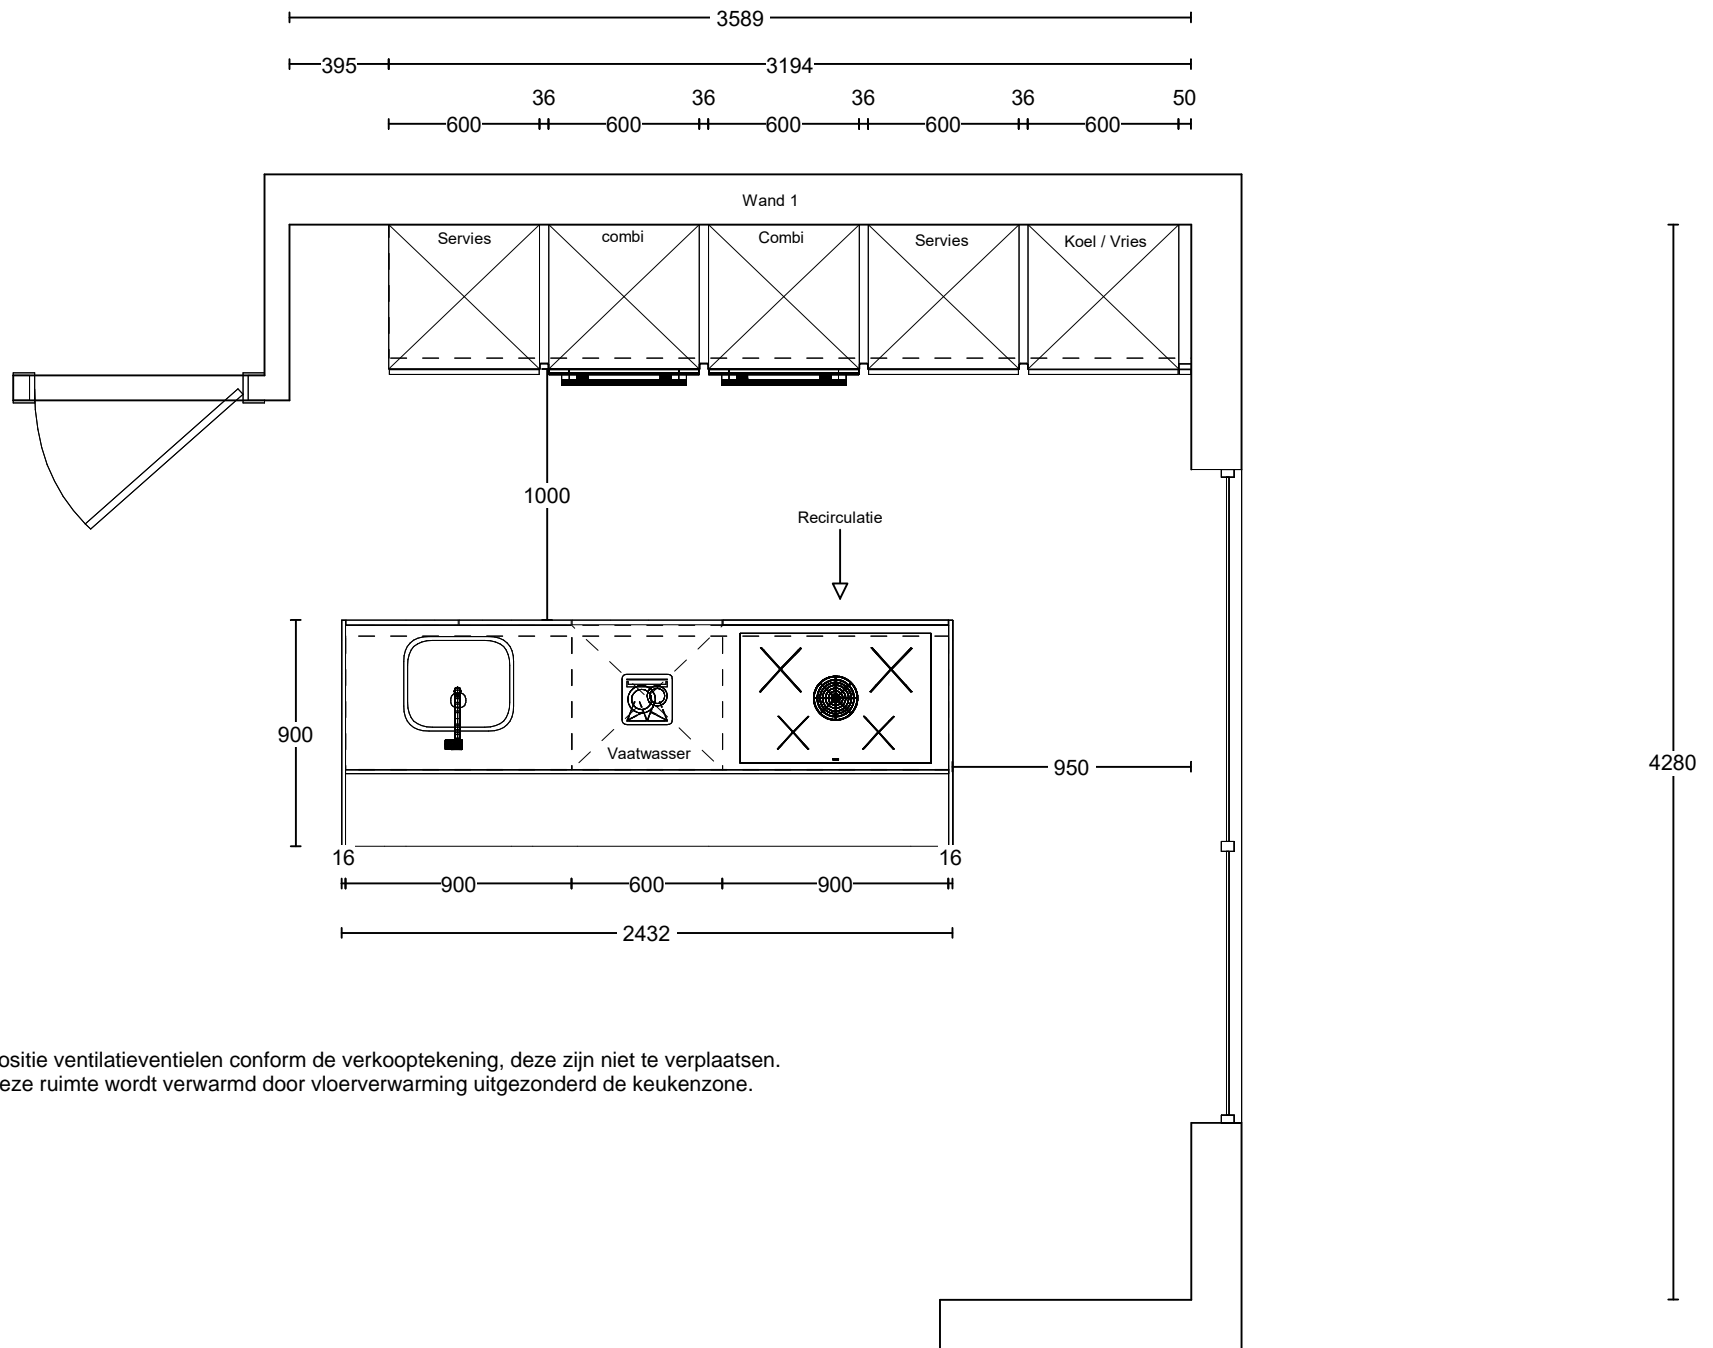 3589
395 3194
36 36 36 36 50
600 600 600 600 600
Wand 1
Servies combi Combi Servies Koel / Vries
1000
Recirculatie
900
Vaatwasser
950
4280
16 16
900 600 900
2432
ositie ventilatieventielen conform de verkooptekening, deze zijn niet te verplaatsen.
eze ruimte wordt verwarmd door vloerverwarming uitgezonderd de keukenzone.